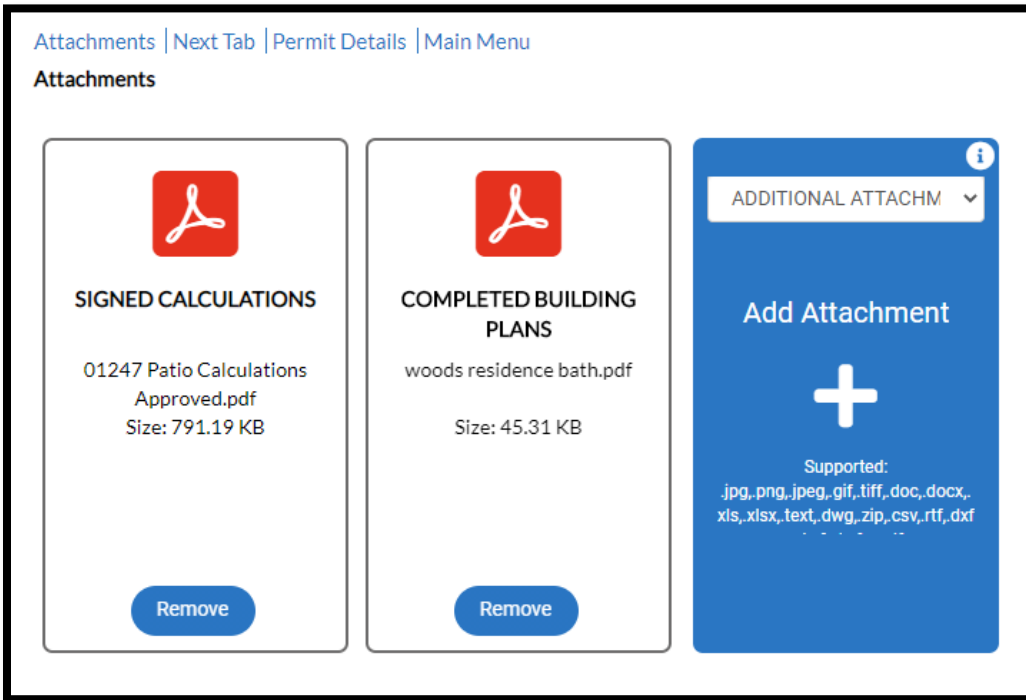 Attachments | Next Tab | Permit Details | Main Menu
Attachments
SIGNED CALCULATIONS
01247 Patio Calculations
Approved.pdf
Size: 791.19 KB
Remove
COMPLETED BUILDING
PLANS
woods residence bath.pdf
Size: 45.31 KB
Remove
i
ADDITIONAL ATTACHM
Add Attachment
Supported:
.jpg,.png,.jpeg,.gif,.tiff,.doc,.docx,.
xls,.xlsx,.text,.dwg,.zip,.csv,.rtf,.dxf